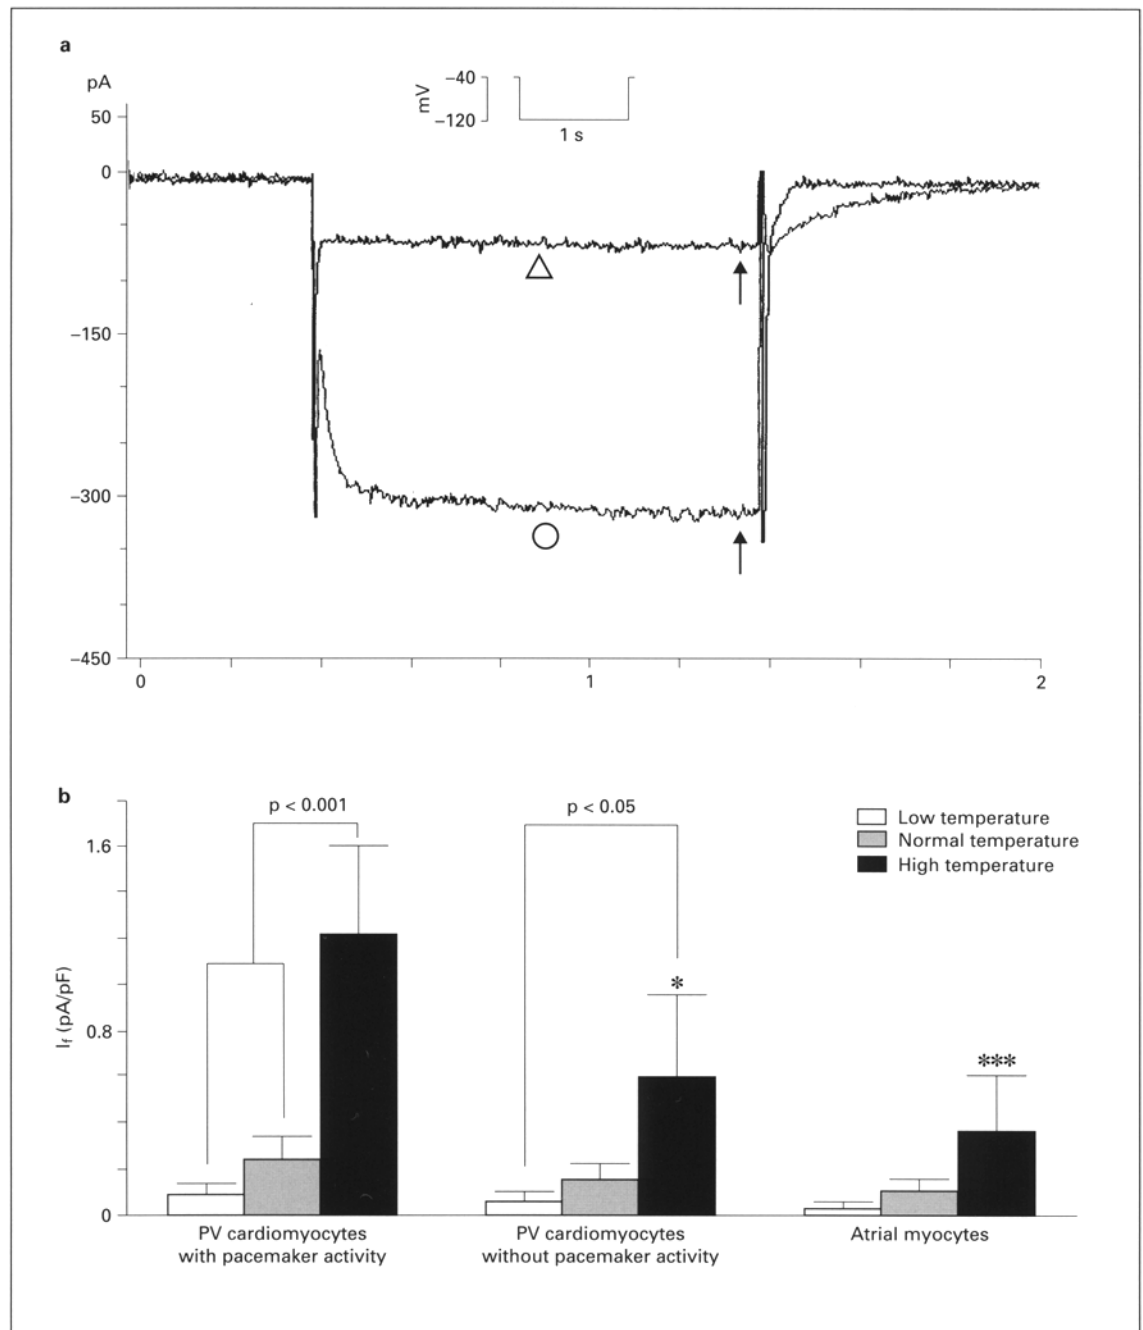 a
pA
50
0
−150
−300
−450
mV
−40
−120
1 s
0 1 2
b
p < 0.001
p < 0.05
Low temperature
Normal temperature
High temperature
If (pA/pF)
1.6
0.8
0
*
***
PV cardiomyocytes
with pacemaker activity
PV cardiomyocytes
without pacemaker activity
Atrial myocytes